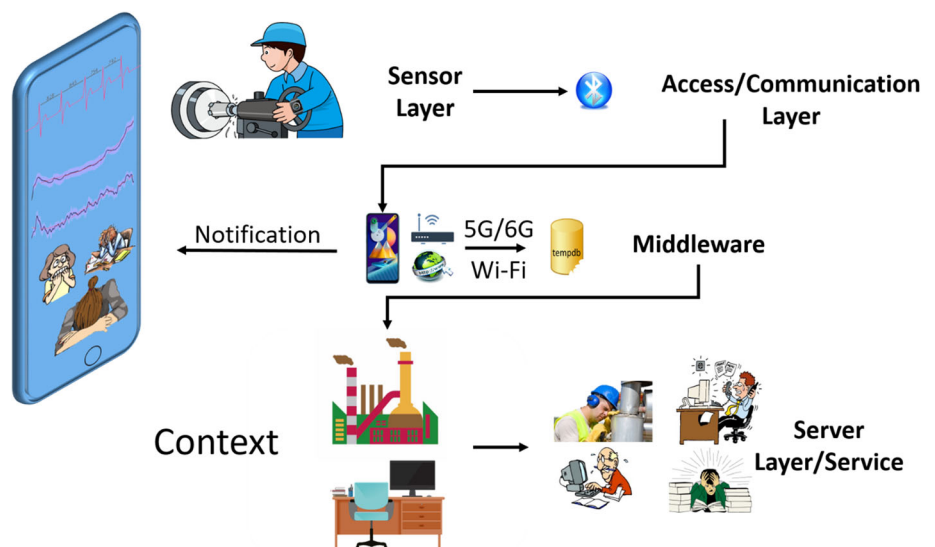 Sensor
Layer
Access/Communication
Layer
Notification
5G/6G
Wi-Fi
tempdb
Middleware
Context
Server
Layer/Service